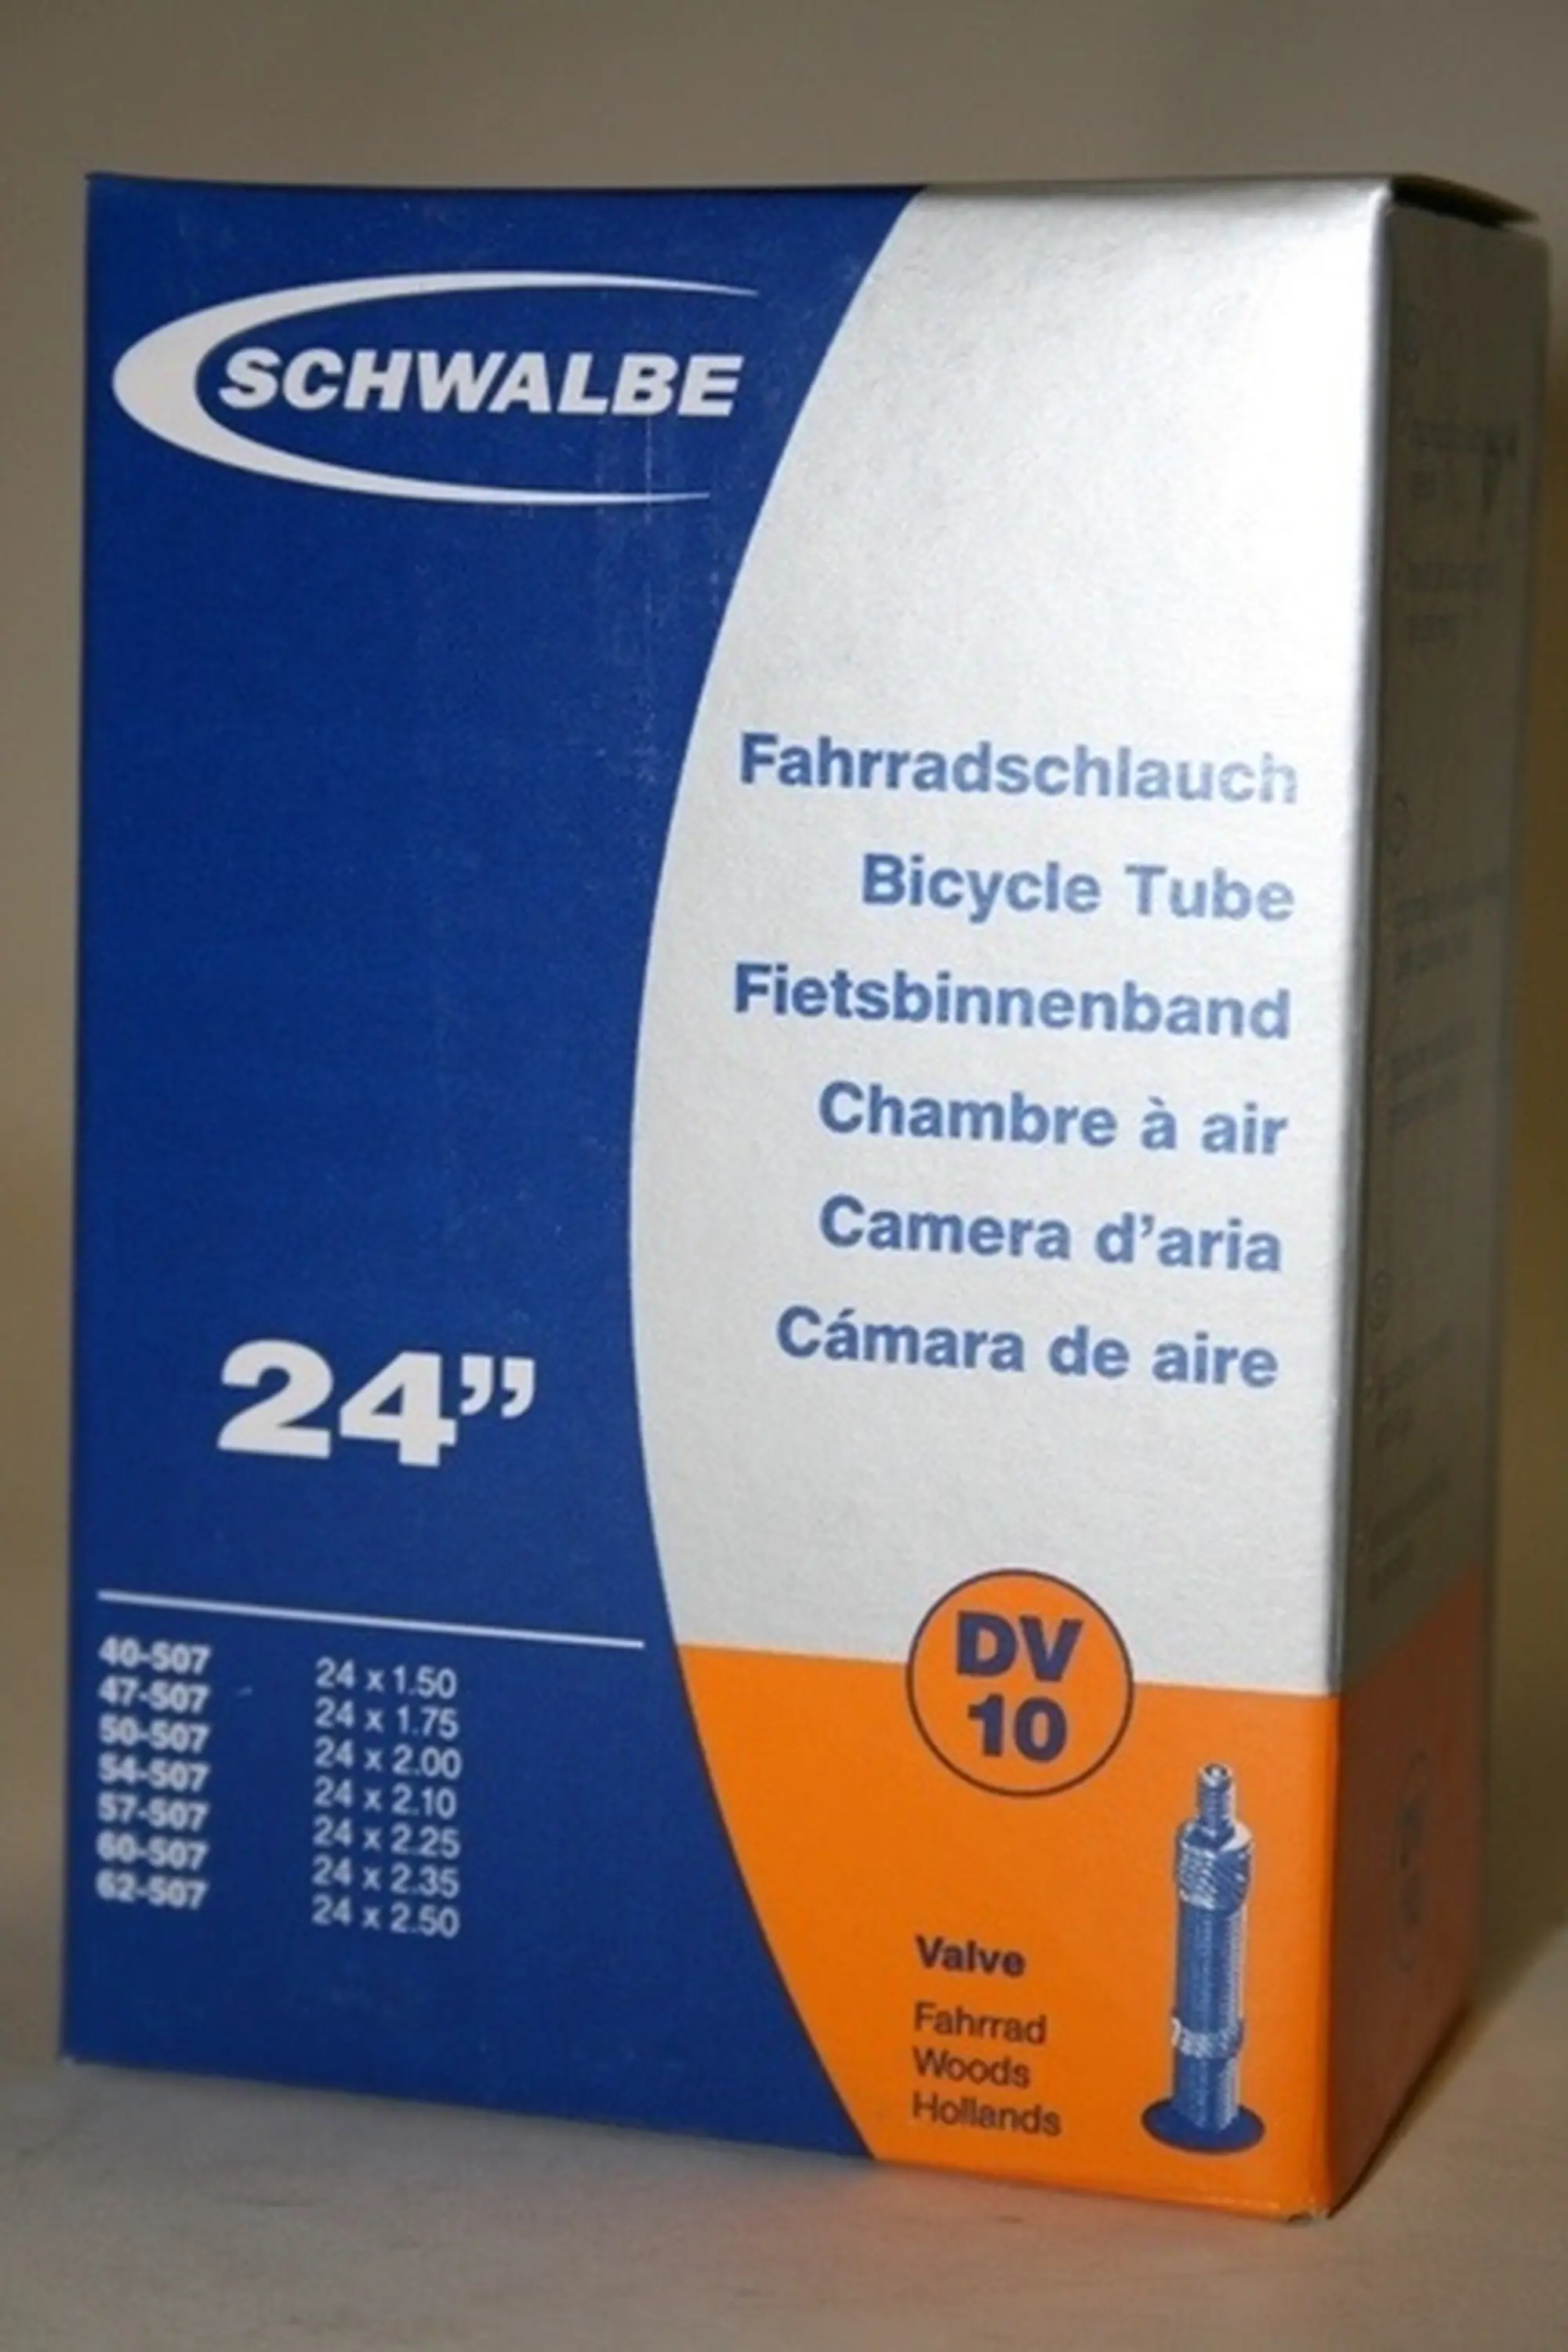 SCHWALBE
Fahrradschlauch
Bicycle Tube
Fietsbinnenband
Chambre à air
Camera d’aria
Cámara de aire
24”
40-507 24 x 1.50
47-507 24 x 1.75
50-507 24 x 2.00
54-507 24 x 2.10
57-507 24 x 2.25
60-507 24 x 2.35
62-507 24 x 2.50
DV
10
Valve
Fahrrad
Woods
Hollands